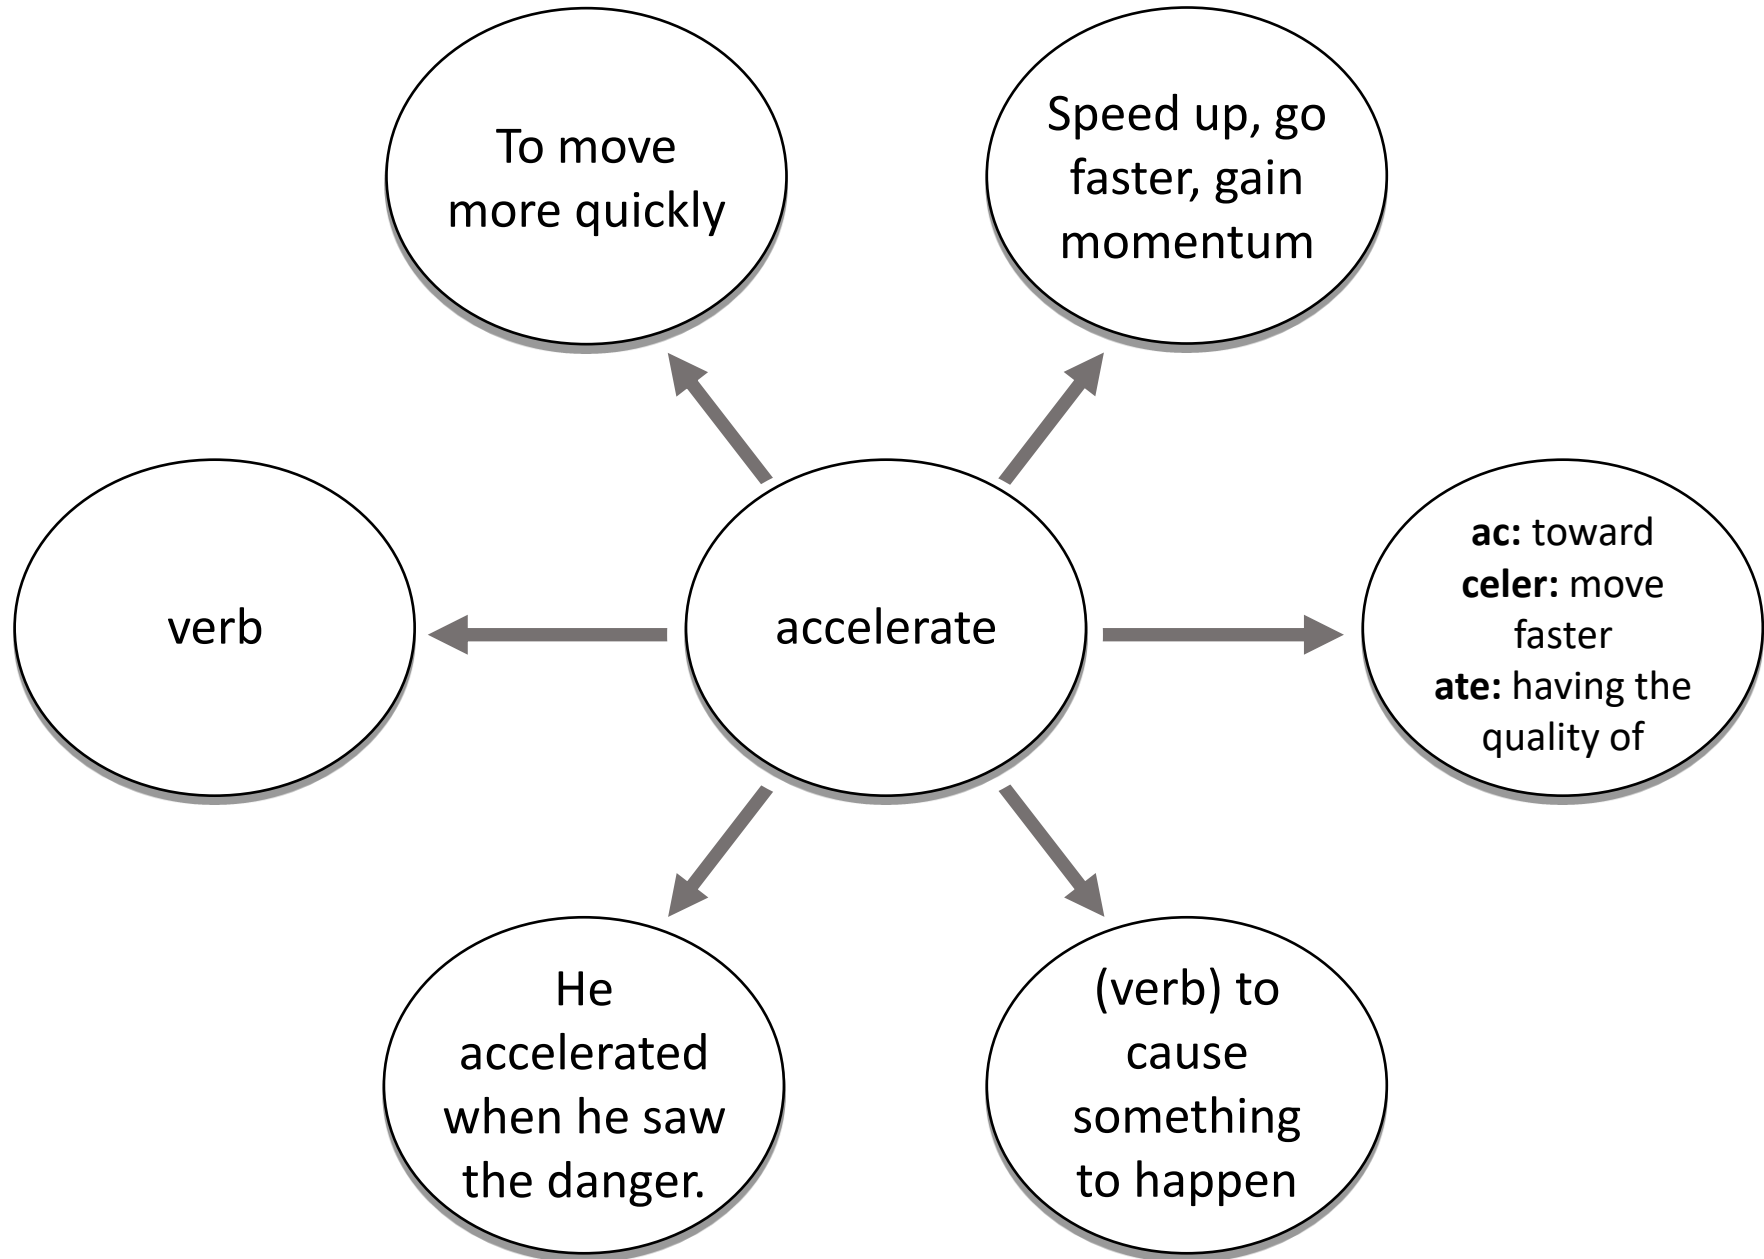 To move
more quickly
Speed up, go
faster, gain
momentum
verb
accelerate
ac: toward
celer: move
faster
ate: having the
quality of
He
accelerated
when he saw
the danger.
(verb) to
cause
something
to happen